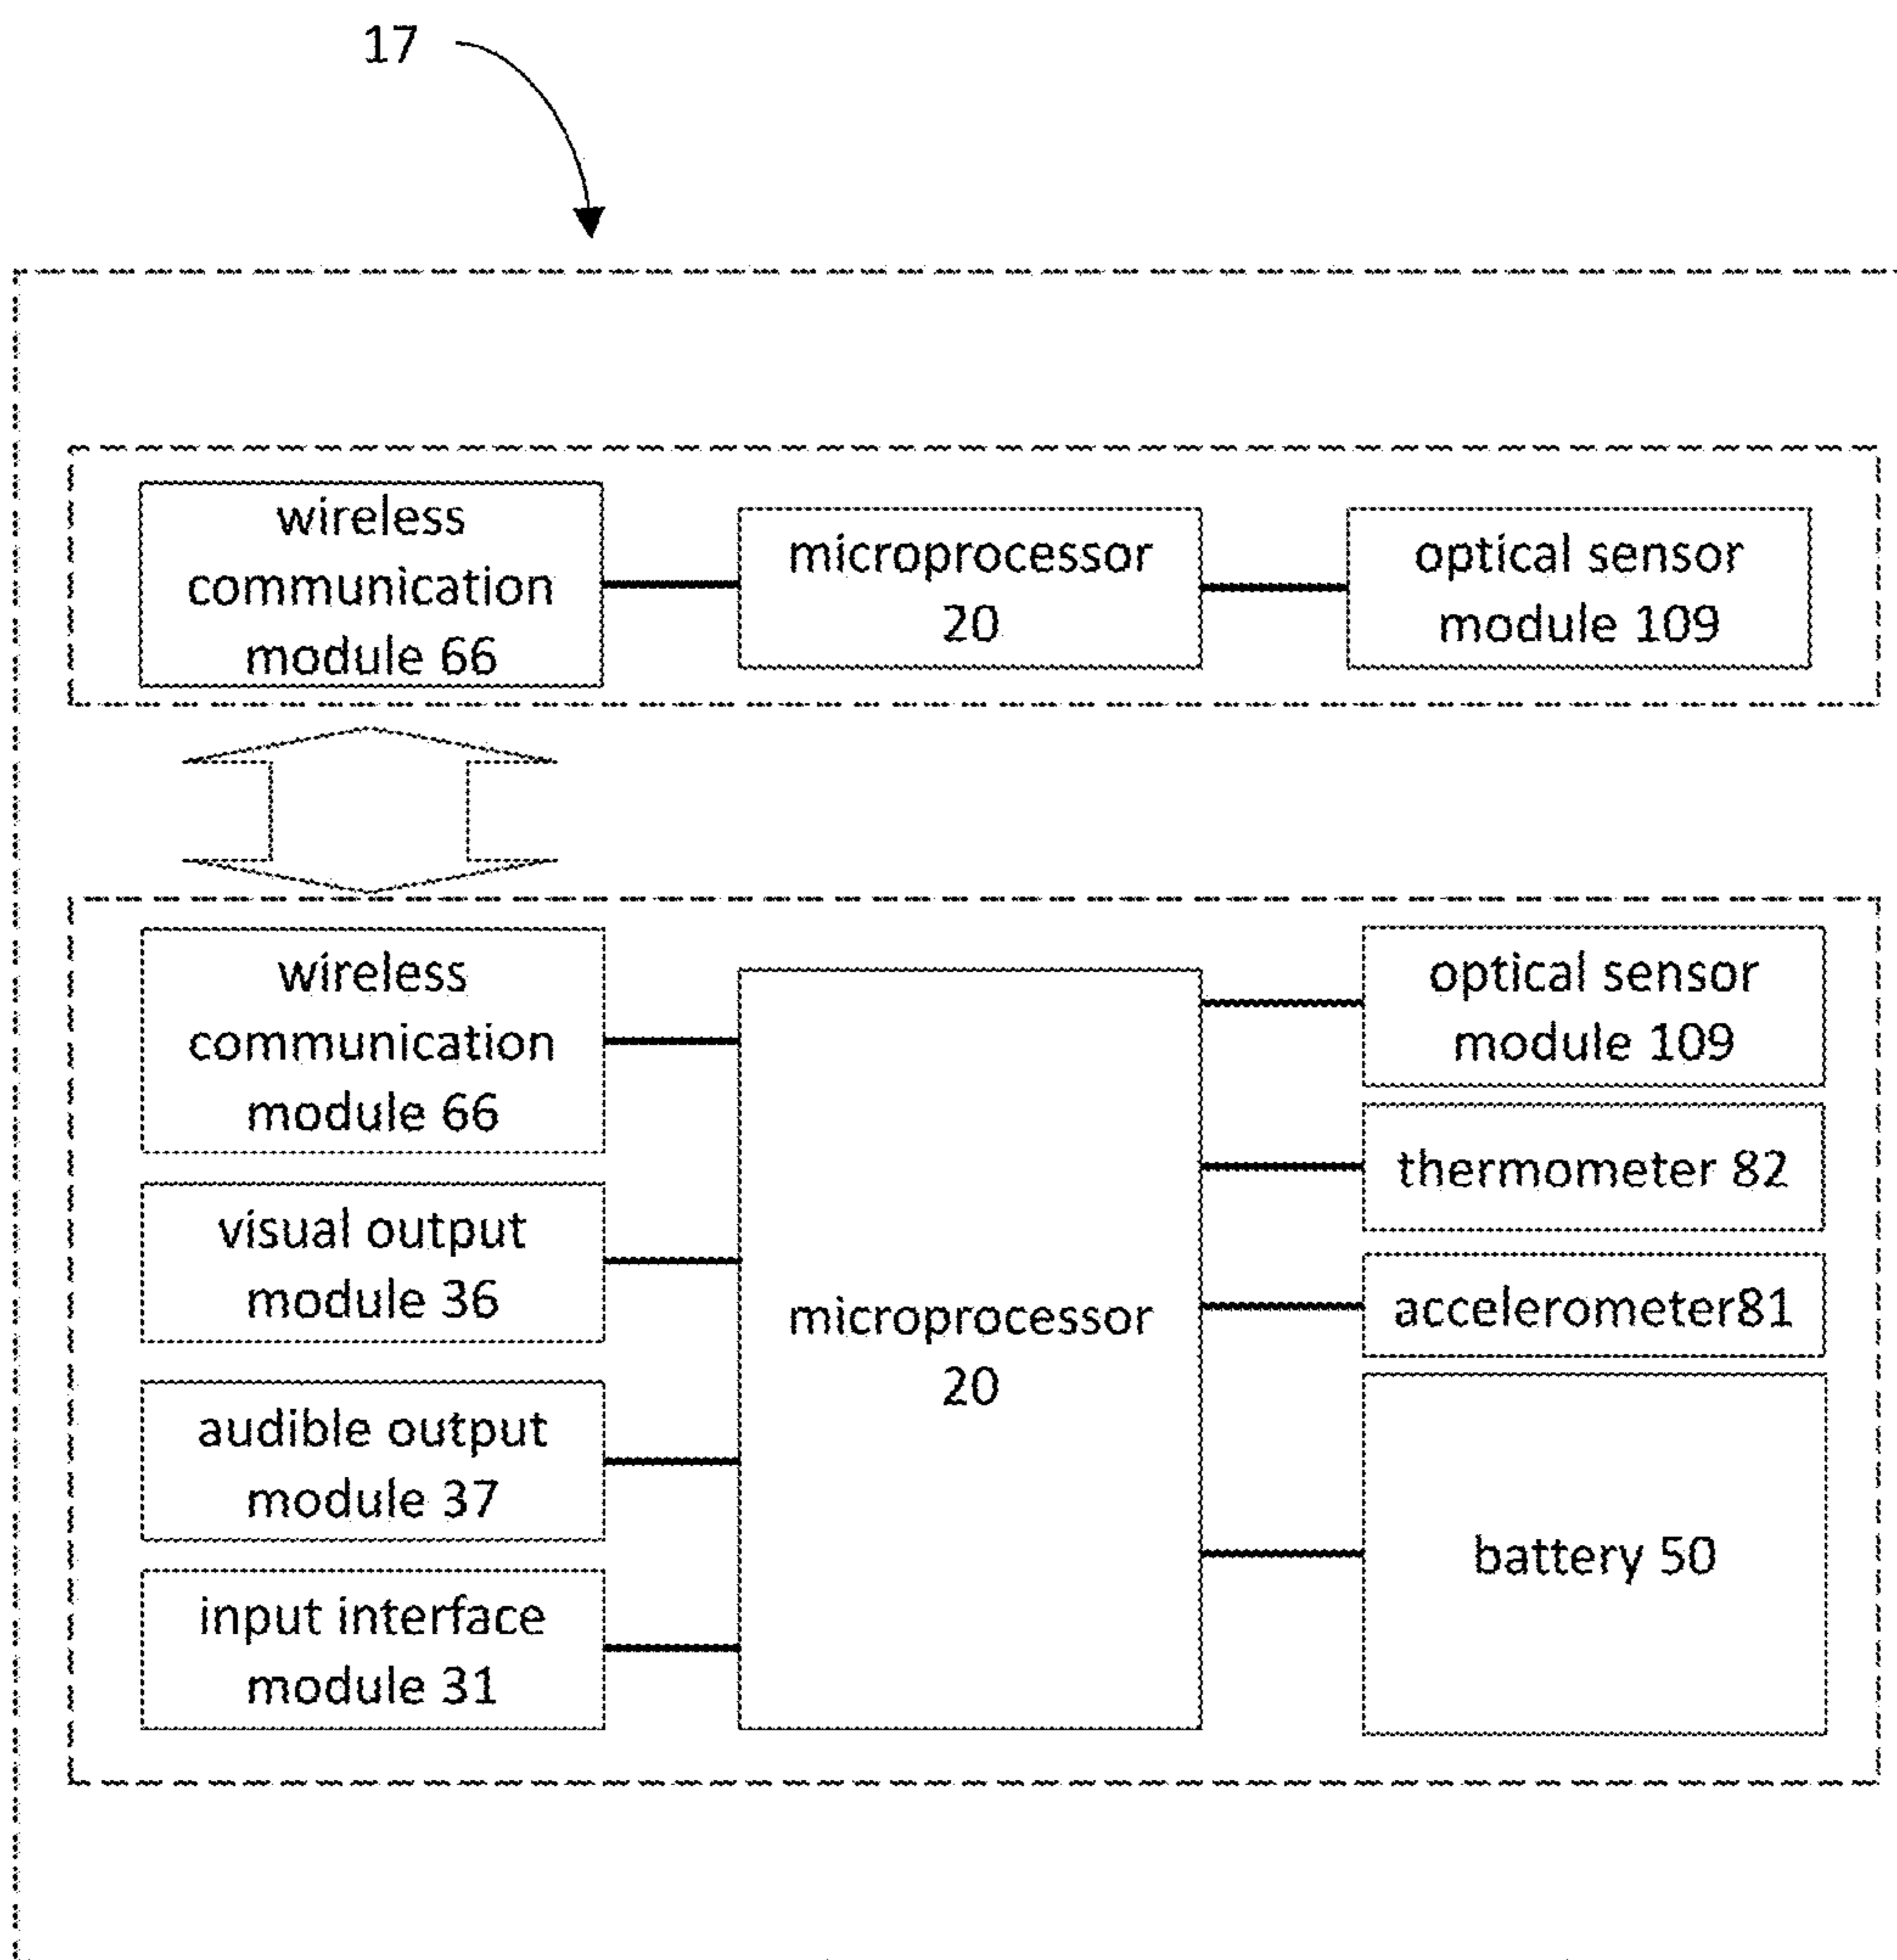 17
wireless
communication
module 66
microprocessor
20
optical sensor
module 109
wireless
communication
module 66
visual output
module 36
audible output
module 37
input interface
module 31
microprocessor
20
optical sensor
module 109
thermometer 82
accelerometer81
battery 50